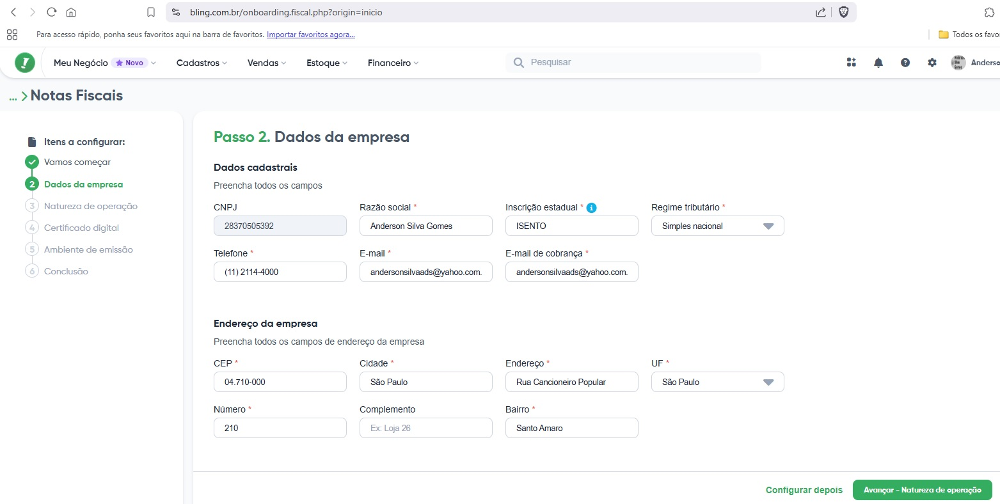 bling.com.br/onboarding.fiscal.php?origin=inicio
Para acesso rápido, ponha seus favoritos aqui na barra de favoritos. Importar favoritos agora...
Todos os favo
Meu Negócio Novo Cadastros Vendas Estoque Financeiro Pesquisar Anderso
... Notas Fiscais
Itens a configurar:
Vamos começar
2 Dados da empresa
3 Natureza de operação
4 Certificado digital
5 Ambiente de emissão
6 Conclusão
Passo 2. Dados da empresa
Dados cadastrais
Preencha todos os campos
CNPJ Razão social * Inscrição estadual * Regime tributário *
28370505392 Anderson Silva Gomes ISENTO Simples nacional
Telefone * E-mail * E-mail de cobrança *
(11) 2114-4000 andersonsilvaads@yahoo.com. andersonsilvaads@yahoo.com.
Endereço da empresa
Preencha todos os campos de endereço da empresa
CEP * Cidade * Endereço * UF *
04.710-000 São Paulo Rua Cancioneiro Popular São Paulo
Número * Complemento Bairro *
210 Ex: Loja 26 Santo Amaro
Configurar depois Avançar - Natureza de operação